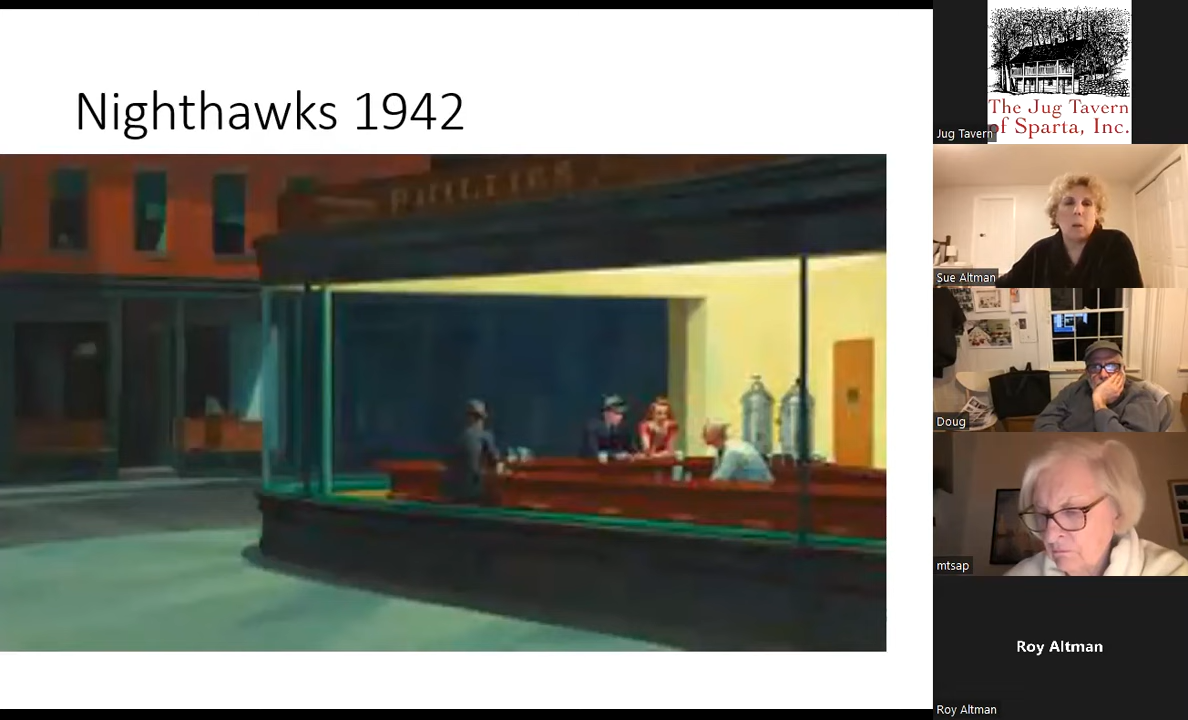 Nighthawks 1942
PHILLIES
The Jug Tavern
of Sparta, Inc.
Jug Tavern
Sue Altman
Doug
mtsap
Roy Altman
Roy Altman